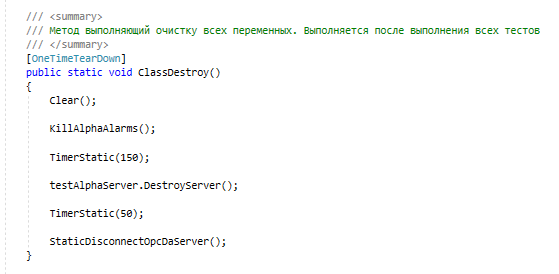 /// <summary>
/// Метод выполняющий очистку всех переменных. Выполняется после выполнения всех тестов
/// </summary>
[OneTimeTearDown]
public static void ClassDestroy()
{
Clear();
KillAlphaAlarms();
TimerStatic(150);
testAlphaServer.DestroyServer();
TimerStatic(50);
StaticDisconnectOpcDaServer();
}